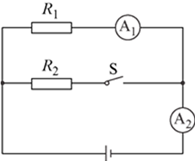 R₁ A₁
R₂ S
A₂